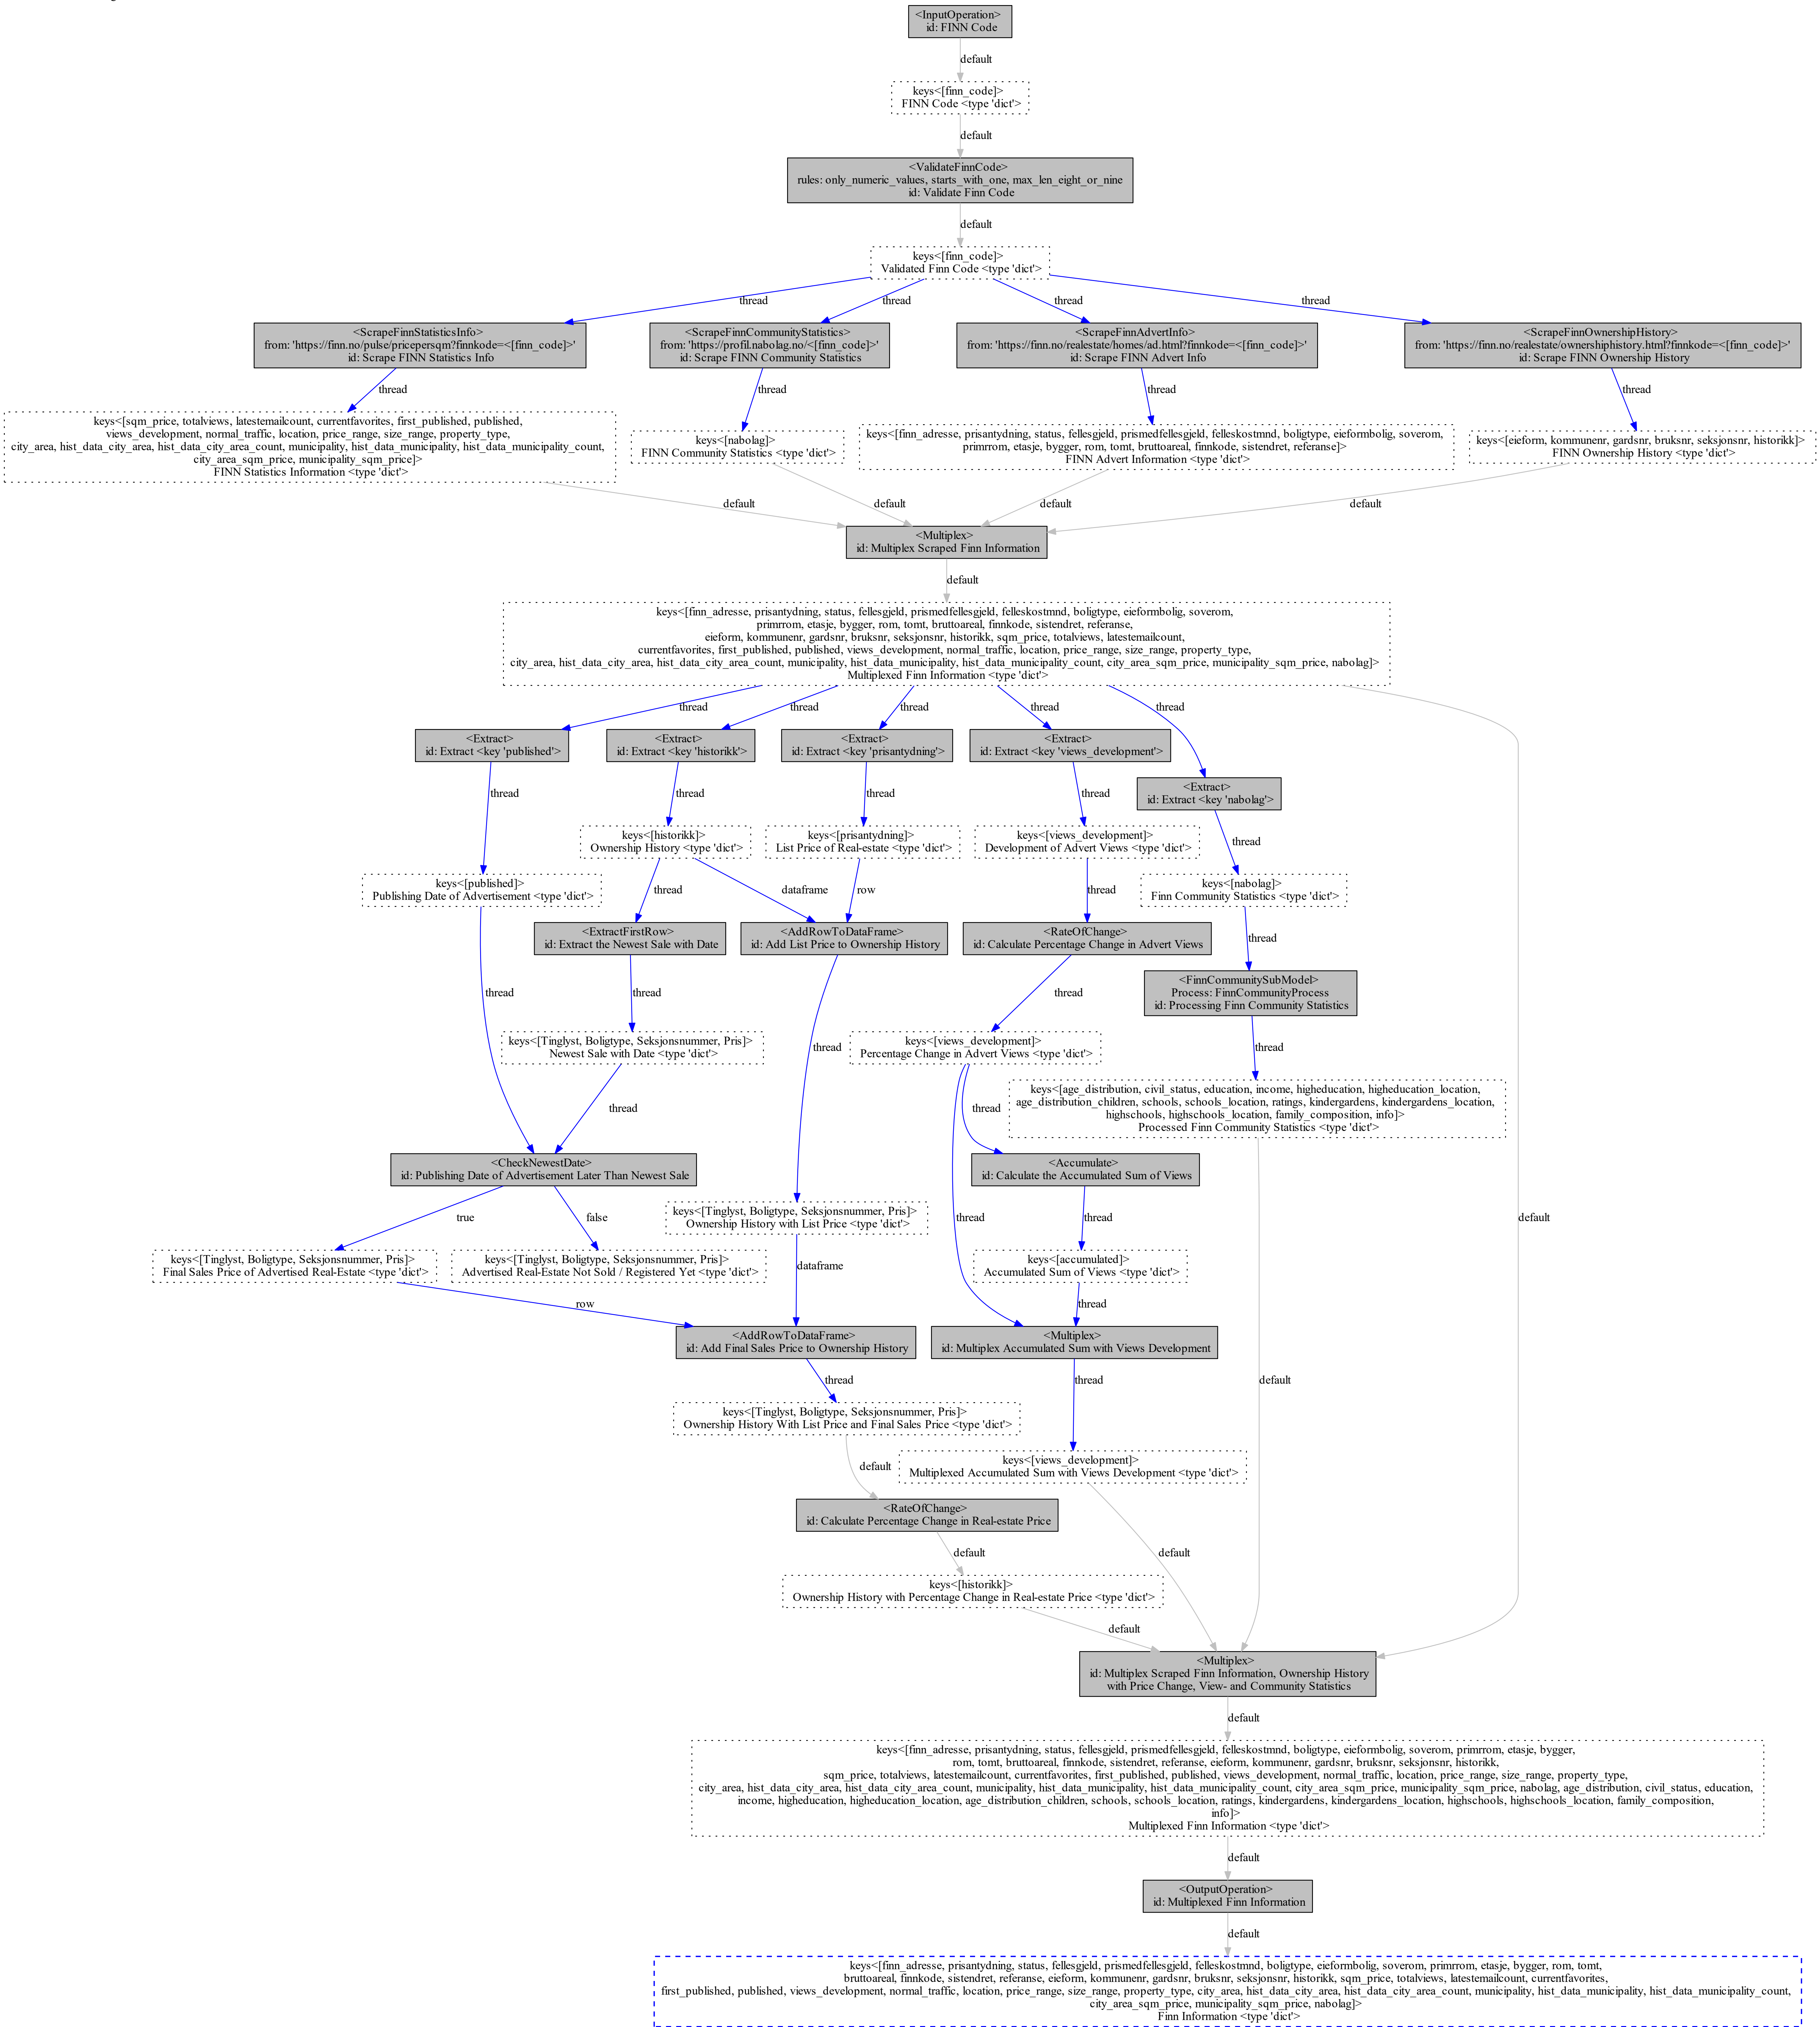 <InputOperation>
id: FINN Code
default
keys<[finn_code]>
FINN Code <type 'dict'>
default
<ValidateFinnCode>
rules: only_numeric_values, starts_with_one, max_len_eight_or_nine
id: Validate Finn Code
default
keys<[finn_code]>
Validated Finn Code <type 'dict'>
thread
thread
thread
thread
<ScrapeFinnStatisticsInfo>
from: 'https://finn.no/pulse/pricepersqm?finnkode=<[finn_code]>'
id: Scrape FINN Statistics Info
<ScrapeFinnCommunityStatistics>
from: 'https://profil.nabolag.no/<[finn_code]>'
id: Scrape FINN Community Statistics
<ScrapeFinnAdvertInfo>
from: 'https://finn.no/realestate/homes/ad.html?finnkode=<[finn_code]>'
id: Scrape FINN Advert Info
<ScrapeFinnOwnershipHistory>
from: 'https://finn.no/realestate/ownershiphistory.html?finnkode=<[finn_code]>'
id: Scrape FINN Ownership History
thread
thread
thread
thread
keys<[sqm_price, totalviews, latestemailcount, currentfavorites, first_published, published,
views_development, normal_traffic, location, price_range, size_range, property_type,
city_area, hist_data_city_area, hist_data_city_area_count, municipality, hist_data_municipality, hist_data_municipality_count,
city_area_sqm_price, municipality_sqm_price]>
FINN Statistics Information <type 'dict'>
keys<[nabolag]>
FINN Community Statistics <type 'dict'>
keys<[finn_adresse, prisantydning, status, fellesgjeld, prismedfellesgjeld, felleskostmnd, boligtype, eieformbolig, soverom,
primrrom, etasje, bygger, rom, tomt, bruttoareal, finnkode, sistendret, referanse]>
FINN Advert Information <type 'dict'>
keys<[eieform, kommunenr, gardsnr, bruksnr, seksjonsnr, historikk]>
FINN Ownership History <type 'dict'>
default
default
default
default
<Multiplex>
id: Multiplex Scraped Finn Information
default
keys<[finn_adresse, prisantydning, status, fellesgjeld, prismedfellesgjeld, felleskostmnd, boligtype, eieformbolig, soverom,
primrrom, etasje, bygger, rom, tomt, bruttoareal, finnkode, sistendret, referanse,
eieform, kommunenr, gardsnr, bruksnr, seksjonsnr, historikk, sqm_price, totalviews, latestemailcount,
currentfavorites, first_published, published, views_development, normal_traffic, location, price_range, size_range, property_type,
city_area, hist_data_city_area, hist_data_city_area_count, municipality, hist_data_municipality, hist_data_municipality_count, city_area_sqm_price, municipality_sqm_price, nabolag]>
Multiplexed Finn Information <type 'dict'>
thread
thread
thread
thread
thread
<Extract>
id: Extract <key 'published'>
<Extract>
id: Extract <key 'historikk'>
<Extract>
id: Extract <key 'prisantydning'>
<Extract>
id: Extract <key 'views_development'>
<Extract>
id: Extract <key 'nabolag'>
thread
thread
thread
thread
thread
keys<[historikk]>
Ownership History <type 'dict'>
keys<[prisantydning]>
List Price of Real-estate <type 'dict'>
keys<[views_development]>
Development of Advert Views <type 'dict'>
keys<[published]>
Publishing Date of Advertisement <type 'dict'>
keys<[nabolag]>
Finn Community Statistics <type 'dict'>
thread
dataframe
row
thread
thread
<ExtractFirstRow>
id: Extract the Newest Sale with Date
<AddRowToDataFrame>
id: Add List Price to Ownership History
<RateOfChange>
id: Calculate Percentage Change in Advert Views
<FinnCommunitySubModel>
Process: FinnCommunityProcess
id: Processing Finn Community Statistics
thread
thread
thread
thread
thread
keys<[Tinglyst, Boligtype, Seksjonsnummer, Pris]>
Newest Sale with Date <type 'dict'>
keys<[views_development]>
Percentage Change in Advert Views <type 'dict'>
keys<[age_distribution, civil_status, education, income, higheducation, higheducation_location,
age_distribution_children, schools, schools_location, ratings, kindergardens, kindergardens_location,
highschools, highschools_location, family_composition, info]>
Processed Finn Community Statistics <type 'dict'>
thread
thread
<CheckNewestDate>
id: Publishing Date of Advertisement Later Than Newest Sale
<Accumulate>
id: Calculate the Accumulated Sum of Views
true
false
thread
thread
default
keys<[Tinglyst, Boligtype, Seksjonsnummer, Pris]>
Ownership History with List Price <type 'dict'>
keys<[Tinglyst, Boligtype, Seksjonsnummer, Pris]>
Final Sales Price of Advertised Real-Estate <type 'dict'>
keys<[Tinglyst, Boligtype, Seksjonsnummer, Pris]>
Advertised Real-Estate Not Sold / Registered Yet <type 'dict'>
keys<[accumulated]>
Accumulated Sum of Views <type 'dict'>
dataframe
row
thread
<AddRowToDataFrame>
id: Add Final Sales Price to Ownership History
<Multiplex>
id: Multiplex Accumulated Sum with Views Development
thread
thread
default
keys<[Tinglyst, Boligtype, Seksjonsnummer, Pris]>
Ownership History With List Price and Final Sales Price <type 'dict'>
keys<[views_development]>
Multiplexed Accumulated Sum with Views Development <type 'dict'>
default
<RateOfChange>
id: Calculate Percentage Change in Real-estate Price
default
default
keys<[historikk]>
Ownership History with Percentage Change in Real-estate Price <type 'dict'>
default
<Multiplex>
id: Multiplex Scraped Finn Information, Ownership History
with Price Change, View- and Community Statistics
default
keys<[finn_adresse, prisantydning, status, fellesgjeld, prismedfellesgjeld, felleskostmnd, boligtype, eieformbolig, soverom, primrrom, etasje, bygger,
rom, tomt, bruttoareal, finnkode, sistendret, referanse, eieform, kommunenr, gardsnr, bruksnr, seksjonsnr, historikk,
sqm_price, totalviews, latestemailcount, currentfavorites, first_published, published, views_development, normal_traffic, location, price_range, size_range, property_type,
city_area, hist_data_city_area, hist_data_city_area_count, municipality, hist_data_municipality, hist_data_municipality_count, city_area_sqm_price, municipality_sqm_price, nabolag, age_distribution, civil_status, education,
income, higheducation, higheducation_location, age_distribution_children, schools, schools_location, ratings, kindergardens, kindergardens_location, highschools, highschools_location, family_composition,
info]>
Multiplexed Finn Information <type 'dict'>
default
<OutputOperation>
id: Multiplexed Finn Information
default
keys<[finn_adresse, prisantydning, status, fellesgjeld, prismedfellesgjeld, felleskostmnd, boligtype, eieformbolig, soverom, primrrom, etasje, bygger, rom, tomt,
bruttoareal, finnkode, sistendret, referanse, eieform, kommunenr, gardsnr, bruksnr, seksjonsnr, historikk, sqm_price, totalviews, latestemailcount, currentfavorites,
first_published, published, views_development, normal_traffic, location, price_range, size_range, property_type, city_area, hist_data_city_area, hist_data_city_area_count, municipality, hist_data_municipality, hist_data_municipality_count,
city_area_sqm_price, municipality_sqm_price, nabolag]>
Finn Information <type 'dict'>